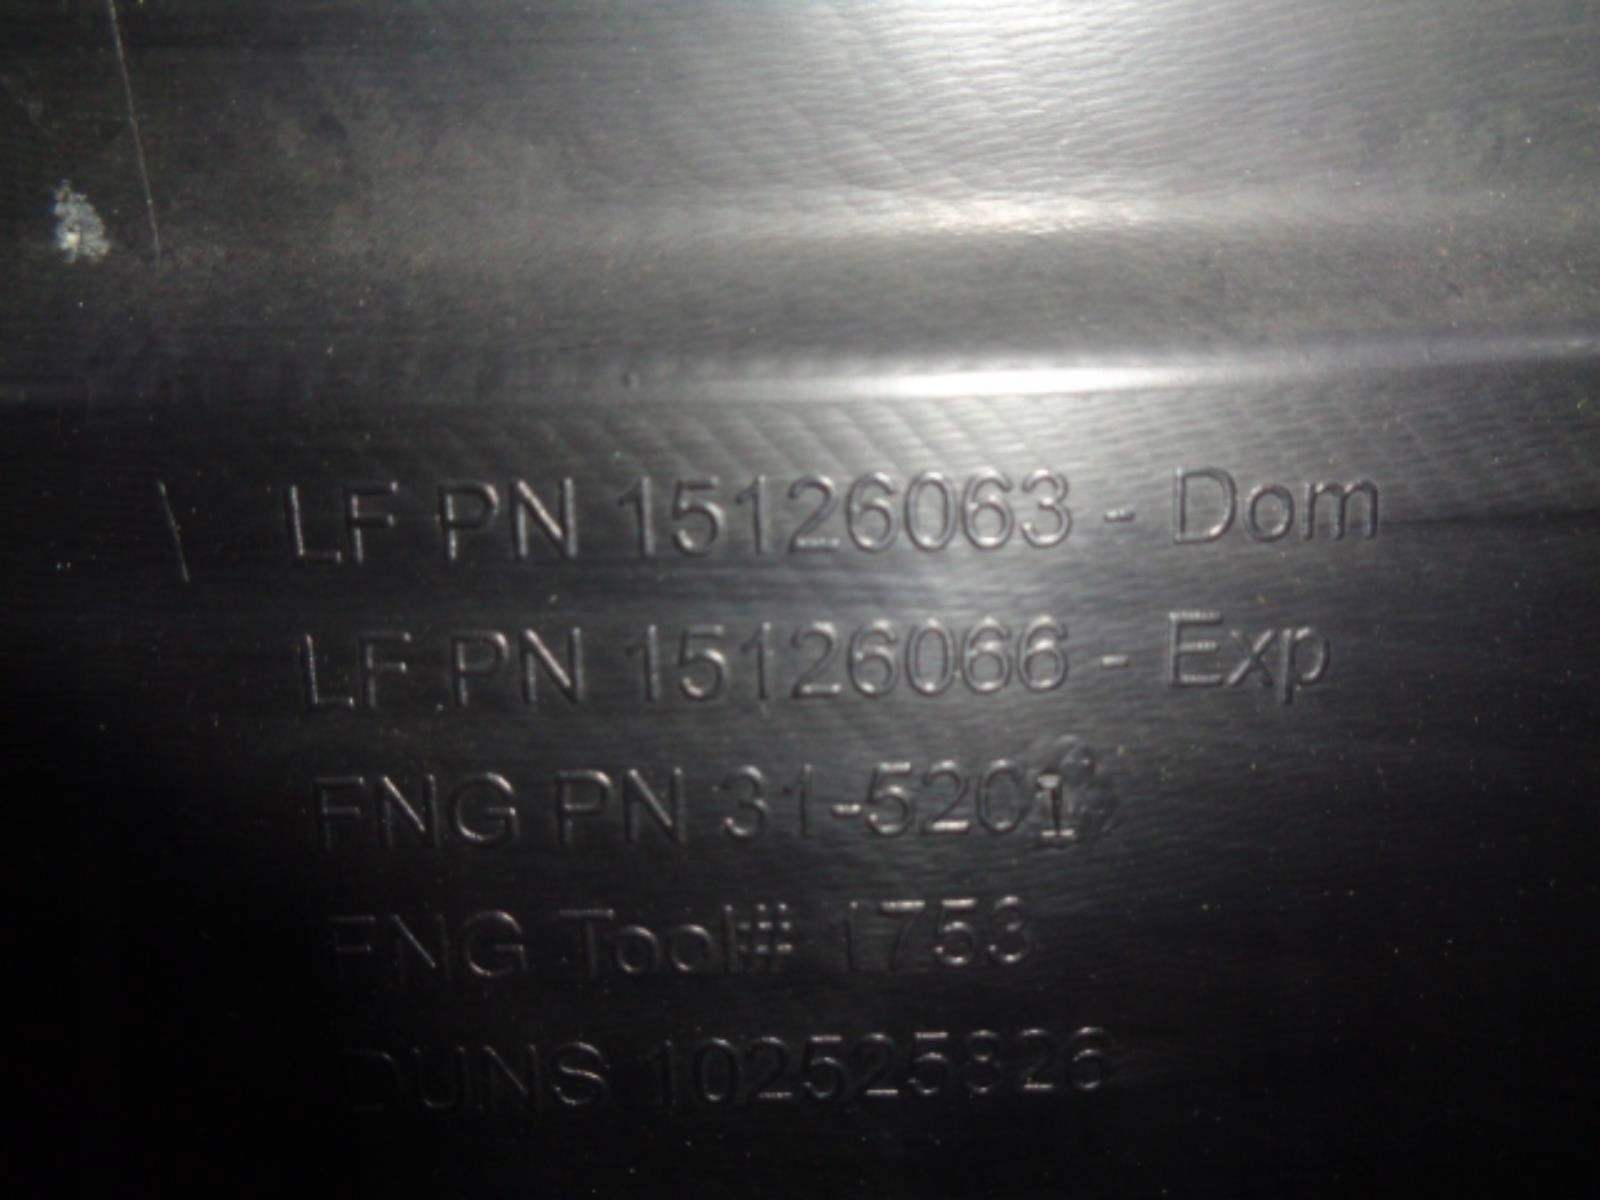 LF PN 15126063 - Dom
LF PN 15126066 - Exp
FNG PN 31-5201
FNG Tool# 1753
DUNS 102525826